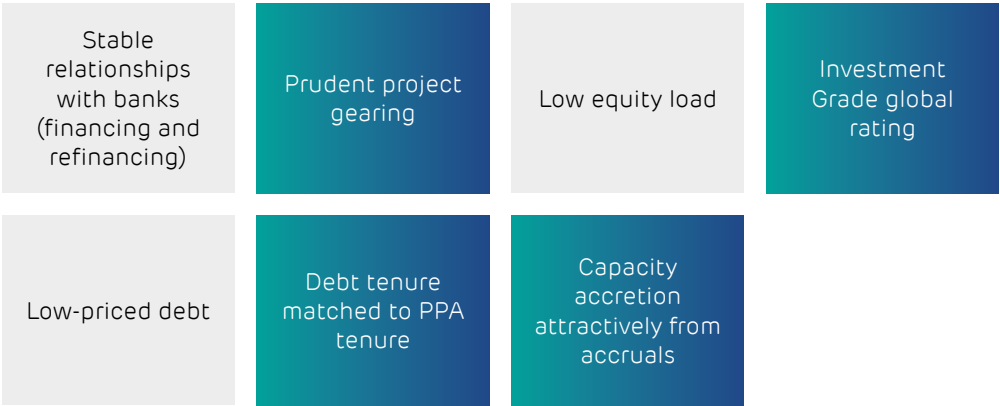 Stable
relationships
with banks
(financing and
refinancing)
Prudent project
gearing
Low equity load
Investment
Grade global
rating
Low-priced debt
Debt tenure
matched to PPA
tenure
Capacity
accretion
attractively from
accruals